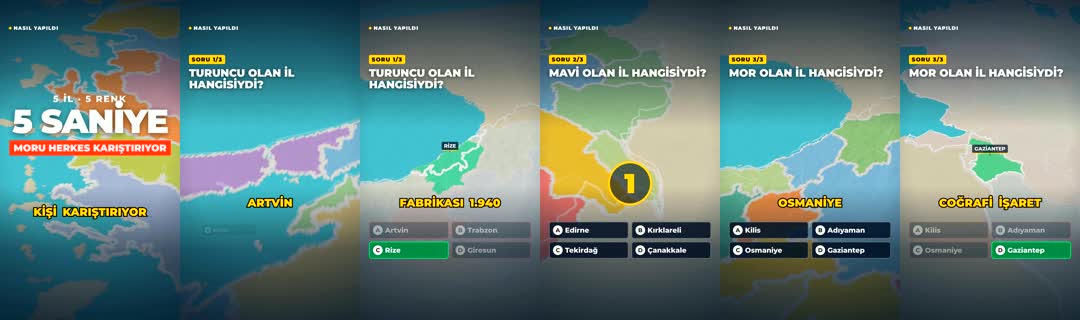 NASIL YAPILDI
5 İL · 5 RENK
5 SANİYE
MORU HERKES KARIŞTIRIYOR
KİŞİ KARIŞTIRIYOR
NASIL YAPILDI
SORU 1/3
TURUNCU OLAN İL
HANGİSİYDİ?
ARTVİN
NASIL YAPILDI
SORU 1/3
TURUNCU OLAN İL
HANGİSİYDİ?
RİZE
FABRİKASI 1.940
A Artvin
B Trabzon
C Rize
D Giresun
NASIL YAPILDI
SORU 2/3
MAVİ OLAN İL HANGİSİYDİ?
1
A Edirne
B Kırklareli
C Tekirdağ
D Çanakkale
NASIL YAPILDI
SORU 3/3
MOR OLAN İL HANGİSİYDİ?
OSMANİYE
A Kilis
B Adıyaman
C Osmaniye
D Gaziantep
NASIL YAPILDI
SORU 3/3
MOR OLAN İL HANGİSİYDİ?
GAZİANTEP
COĞRAFİ İŞARET
A Kilis
B Adıyaman
C Osmaniye
D Gaziantep